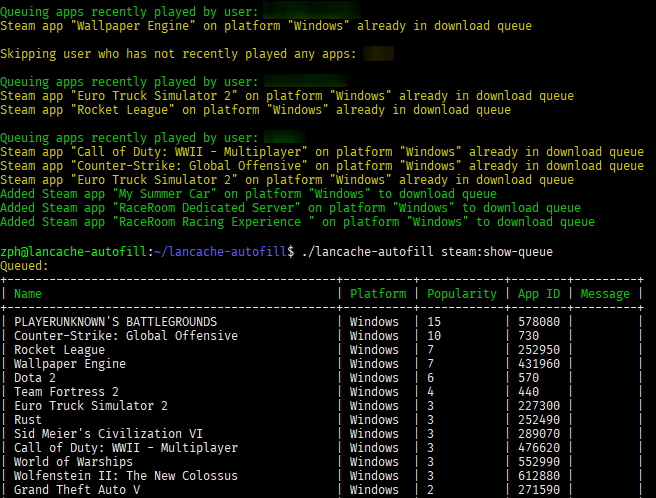 Queuing apps recently played by user:
Steam app "Wallpaper Engine" on platform "Windows" already in download queue
Skipping user who has not recently played any apps:
Queuing apps recently played by user:
Steam app "Euro Truck Simulator 2" on platform "Windows" already in download queue
Steam app "Rocket League" on platform "Windows" already in download queue
Queuing apps recently played by user:
Steam app "Call of Duty: WWII - Multiplayer" on platform "Windows" already in download queue
Steam app "Counter-Strike: Global Offensive" on platform "Windows" already in download queue
Steam app "Euro Truck Simulator 2" on platform "Windows" already in download queue
Added Steam app "My Summer Car" on platform "Windows" to download queue
Added Steam app "RaceRoom Dedicated Server" on platform "Windows" to download queue
Added Steam app "RaceRoom Racing Experience " on platform "Windows" to download queue
zph@lancache-autofill:~/lancache-autofill$ ./lancache-autofill steam:show-queue
Queued:
| Name | Platform | Popularity | App ID | Message |
| PLAYERUNKNOWN'S BATTLEGROUNDS | Windows | 15 | 578080 | |
| Counter-Strike: Global Offensive | Windows | 10 | 730 | |
| Rocket League | Windows | 7 | 252950 | |
| Wallpaper Engine | Windows | 7 | 431960 | |
| Dota 2 | Windows | 6 | 570 | |
| Team Fortress 2 | Windows | 4 | 440 | |
| Euro Truck Simulator 2 | Windows | 3 | 227300 | |
| Rust | Windows | 3 | 252490 | |
| Sid Meier's Civilization VI | Windows | 3 | 289070 | |
| Call of Duty: WWII - Multiplayer | Windows | 3 | 476620 | |
| World of Warships | Windows | 3 | 552990 | |
| Wolfenstein II: The New Colossus | Windows | 3 | 612880 | |
| Grand Theft Auto V | Windows | 2 | 271590 | |